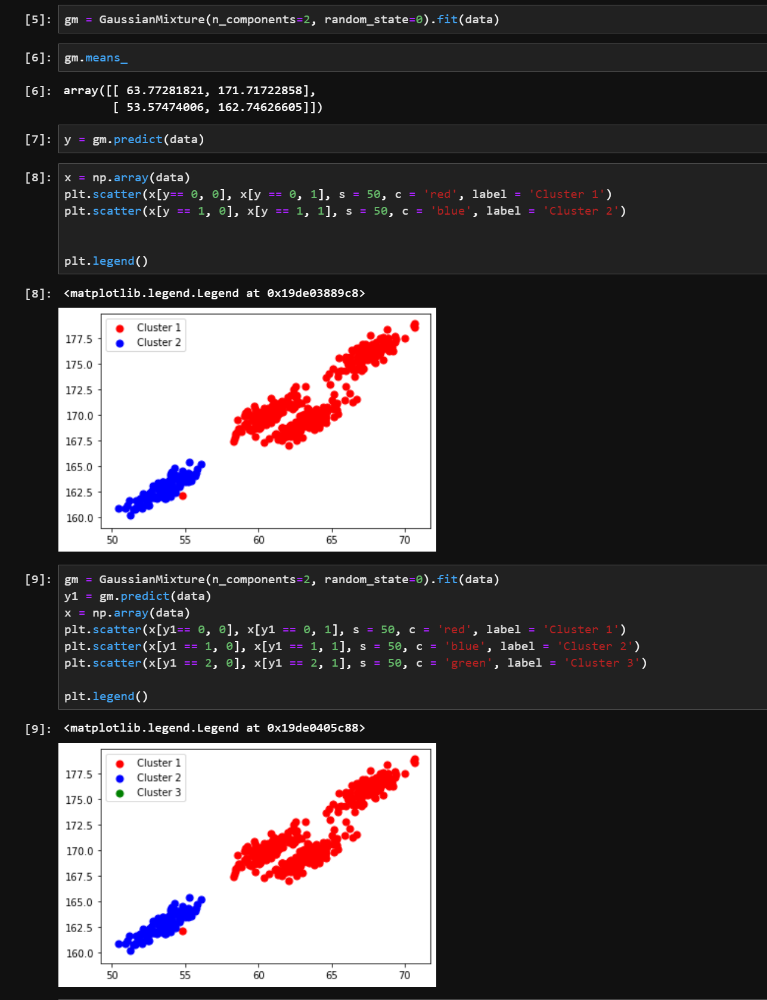 [5]: gm = GaussianMixture(n_components=2, random_state=0).fit(data)
[6]: gm.means_
[6]: array([[ 63.77281821, 171.71722858],
[ 53.57474006, 162.74626605]])
[7]: y = gm.predict(data)
[8]: x = np.array(data)
plt.scatter(x[y== 0, 0], x[y == 0, 1], s = 50, c = 'red', label = 'Cluster 1')
plt.scatter(x[y == 1, 0], x[y == 1, 1], s = 50, c = 'blue', label = 'Cluster 2')
plt.legend()
[8]: <matplotlib.legend.Legend at 0x19de03889c8>
Cluster 1
Cluster 2
177.5
175.0
172.5
170.0
167.5
165.0
162.5
160.0
50 55 60 65 70
[9]: gm = GaussianMixture(n_components=2, random_state=0).fit(data)
y1 = gm.predict(data)
x = np.array(data)
plt.scatter(x[y1== 0, 0], x[y1 == 0, 1], s = 50, c = 'red', label = 'Cluster 1')
plt.scatter(x[y1 == 1, 0], x[y1 == 1, 1], s = 50, c = 'blue', label = 'Cluster 2')
plt.scatter(x[y1 == 2, 0], x[y1 == 2, 1], s = 50, c = 'green', label = 'Cluster 3')
plt.legend()
[9]: <matplotlib.legend.Legend at 0x19de0405c88>
Cluster 1
Cluster 2
Cluster 3
177.5
175.0
172.5
170.0
167.5
165.0
162.5
160.0
50 55 60 65 70